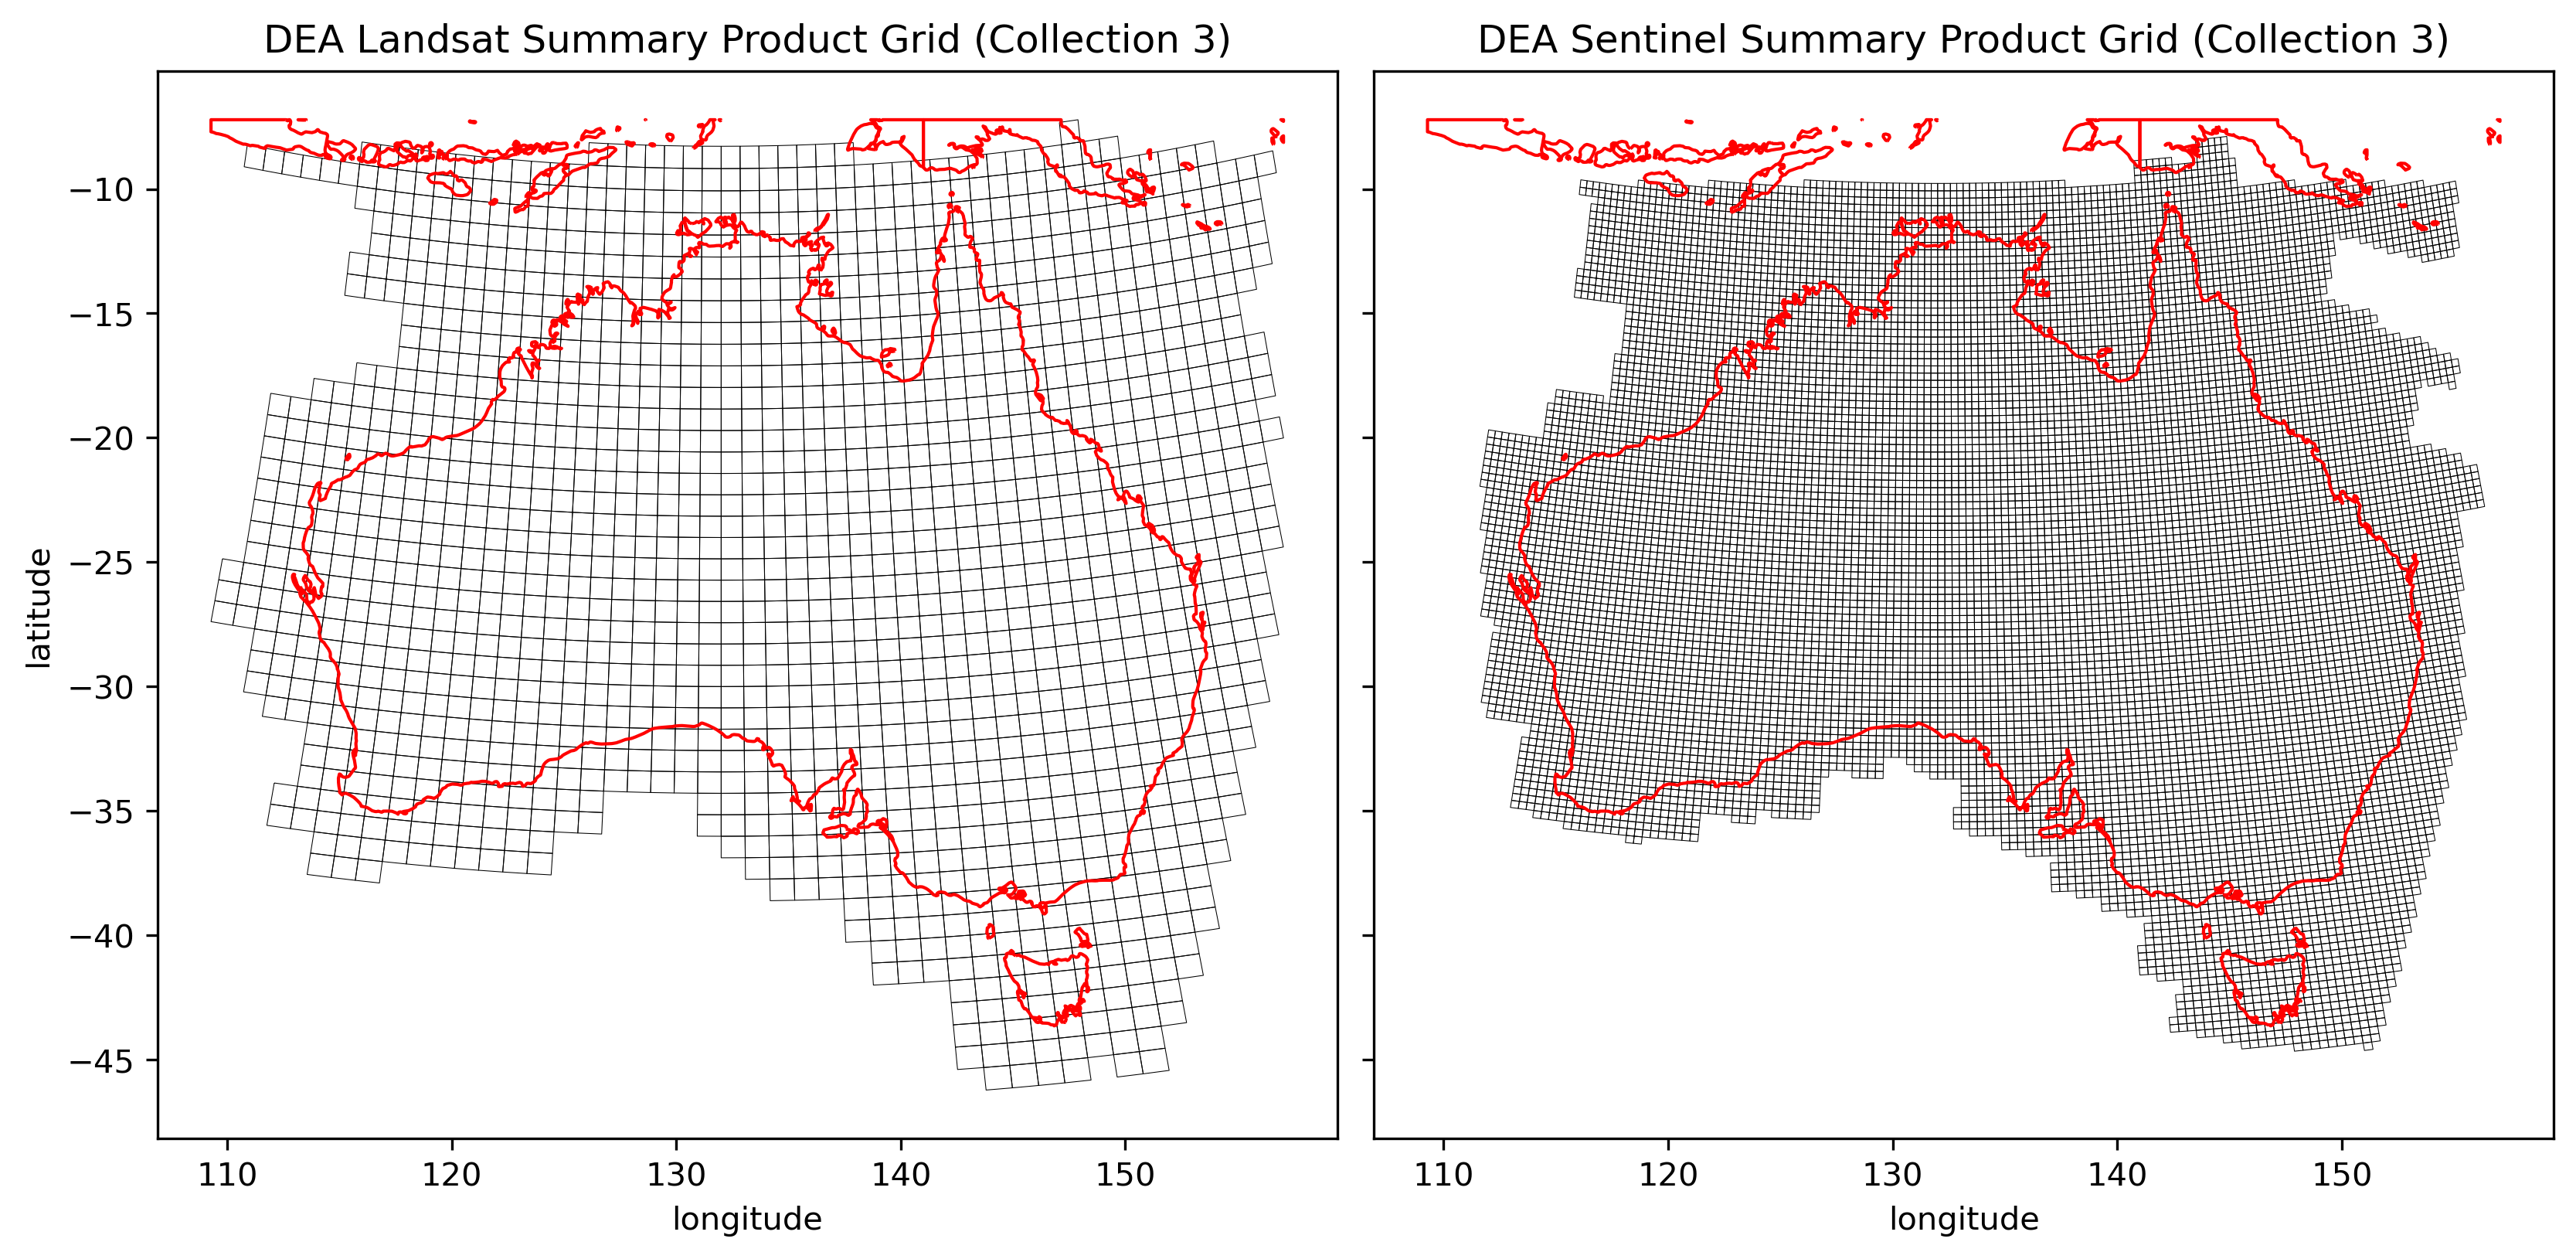 DEA Landsat Summary Product Grid (Collection 3)
DEA Sentinel Summary Product Grid (Collection 3)
latitude
−10
−15
−20
−25
−30
−35
−40
−45
110 120 130 140 150
110 120 130 140 150
longitude
longitude